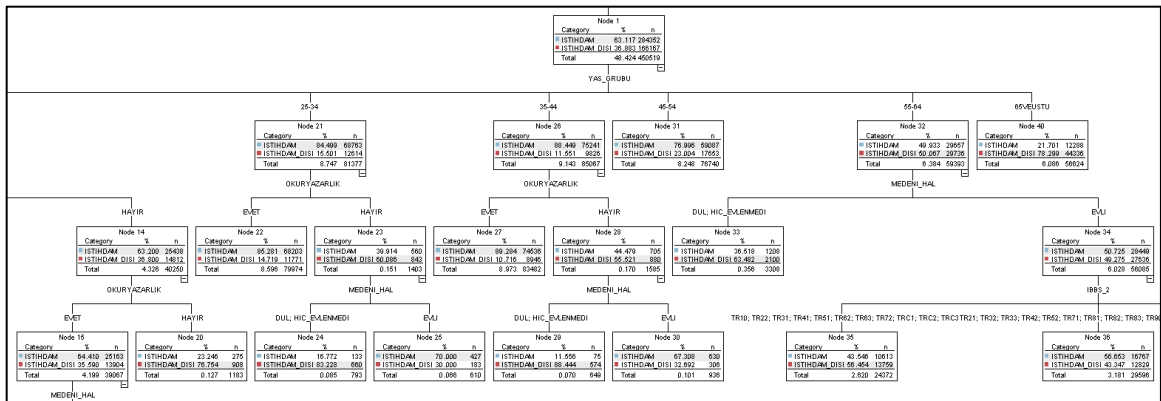 Node 1
Category % n
ISTIHDAM 63.117 284352
ISTIHDAM_DISI 36.883 166167
Total 48.424 450519
YAS_GRUBU
25-34 35-44 45-54 55-64 65VEUSTU
Node 21
Category % n
ISTIHDAM 84.499 68763
ISTIHDAM_DISI 15.501 12614
Total 8.747 81377
Node 26
Category % n
ISTIHDAM 88.449 75241
ISTIHDAM_DISI 11.551 9826
Total 9.143 85067
Node 31
Category % n
ISTIHDAM 76.996 59087
ISTIHDAM_DISI 23.004 17653
Total 8.248 76740
Node 32
Category % n
ISTIHDAM 49.933 29657
ISTIHDAM_DISI 50.067 29736
Total 6.384 59393
Node 40
Category % n
ISTIHDAM 21.701 12288
ISTIHDAM_DISI 78.299 44336
Total 6.086 56624
OKURYAZARLIK OKURYAZARLIK MEDENI_HAL
HAYIR EVET HAYIR EVET HAYIR DUL; HIC_EVLENMEDI EVLI
Node 14
Category % n
ISTIHDAM 63.200 25438
ISTIHDAM_DISI 36.800 14812
Total 4.326 40250
Node 22
Category % n
ISTIHDAM 85.281 68203
ISTIHDAM_DISI 14.719 11771
Total 8.596 79974
Node 23
Category % n
ISTIHDAM 39.914 560
ISTIHDAM_DISI 60.086 843
Total 0.151 1403
Node 27
Category % n
ISTIHDAM 89.284 74536
ISTIHDAM_DISI 10.716 8946
Total 8.973 83482
Node 28
Category % n
ISTIHDAM 44.479 705
ISTIHDAM_DISI 55.521 880
Total 0.170 1585
Node 33
Category % n
ISTIHDAM 36.518 1208
ISTIHDAM_DISI 63.482 2100
Total 0.356 3308
Node 34
Category % n
ISTIHDAM 50.725 28449
ISTIHDAM_DISI 49.275 27636
Total 6.028 56085
OKURYAZARLIK MEDENI_HAL MEDENI_HAL IBBS_2
EVET HAYIR DUL; HIC_EVLENMEDI EVLI DUL; HIC_EVLENMEDI EVLI TR10; TR22; TR31; TR41; TR51; TR62; TR63; TR72; TRC1; TRC2; TRC3 TR21; TR32; TR33; TR42; TR52; TR71; TR81; TR82; TR83; TR90
Node 15
Category % n
ISTIHDAM 64.410 25163
ISTIHDAM_DISI 35.590 13904
Total 4.199 39067
Node 20
Category % n
ISTIHDAM 23.246 275
ISTIHDAM_DISI 76.754 908
Total 0.127 1183
Node 24
Category % n
ISTIHDAM 16.772 133
ISTIHDAM_DISI 83.228 660
Total 0.085 793
Node 25
Category % n
ISTIHDAM 70.000 427
ISTIHDAM_DISI 30.000 183
Total 0.066 610
Node 29
Category % n
ISTIHDAM 11.556 75
ISTIHDAM_DISI 88.444 574
Total 0.070 649
Node 30
Category % n
ISTIHDAM 67.308 630
ISTIHDAM_DISI 32.692 306
Total 0.101 936
Node 35
Category % n
ISTIHDAM 43.546 10613
ISTIHDAM_DISI 56.454 13759
Total 2.620 24372
Node 36
Category % n
ISTIHDAM 56.653 16767
ISTIHDAM_DISI 43.347 12829
Total 3.181 29596
MEDENI_HAL